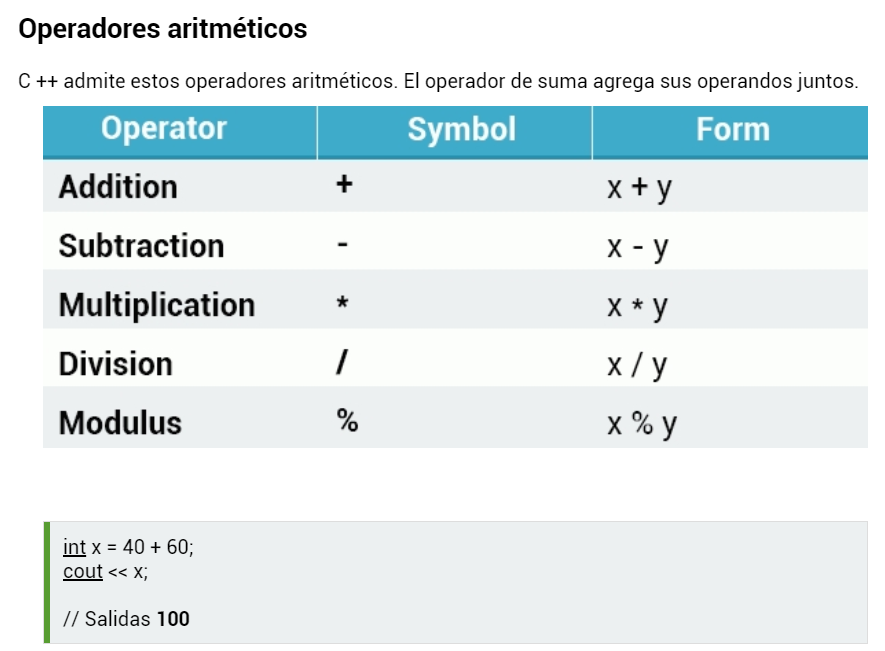 Operadores aritméticos
C ++ admite estos operadores aritméticos. El operador de suma agrega sus operandos juntos.
Operator Symbol Form
Addition + x + y
Subtraction - x - y
Multiplication * x * y
Division / x / y
Modulus % x % y
int x = 40 + 60;
cout << x;
// Salidas 100